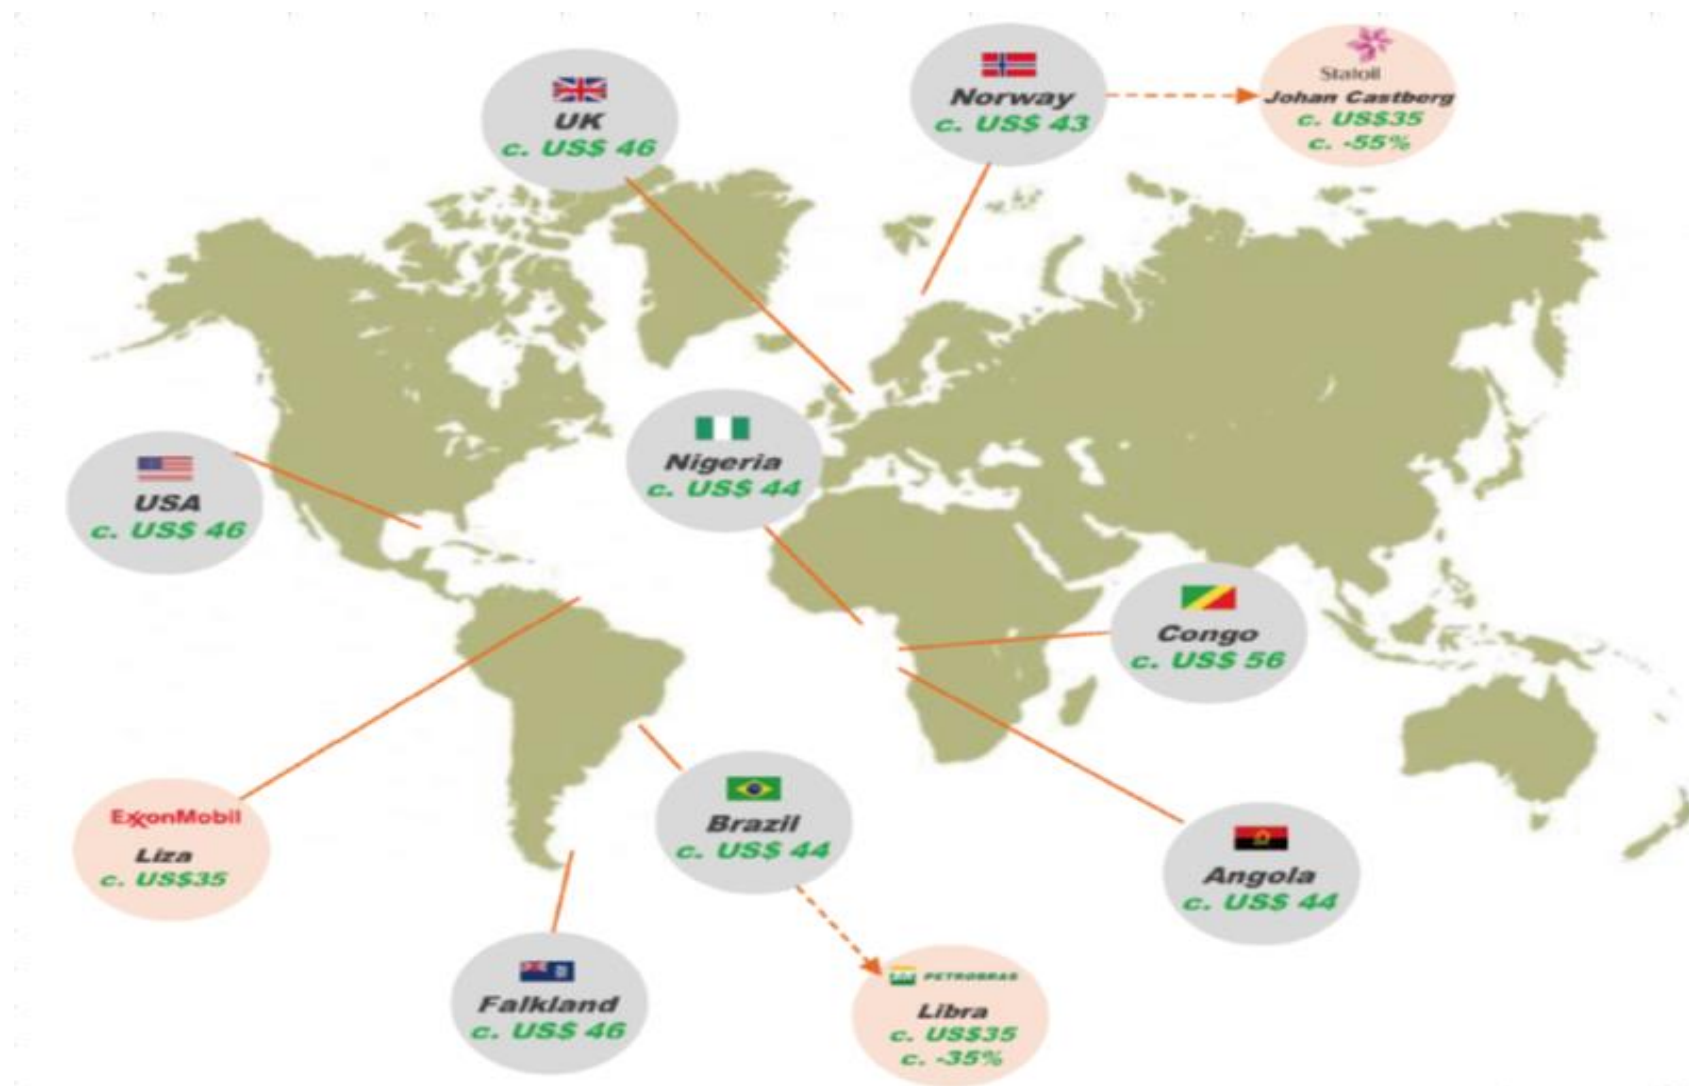 UK
c. US$ 46
Norway
c. US$ 43
Statoil
Johan Castberg
c. US$35
c. -55%
Nigeria
c. US$ 44
USA
c. US$ 46
Congo
c. US$ 56
ExxonMobil
Liza
c. US$35
Brazil
c. US$ 44
Angola
c. US$ 44
Falkland
c. US$ 46
PETROBRAS
Libra
c. US$35
c. -35%